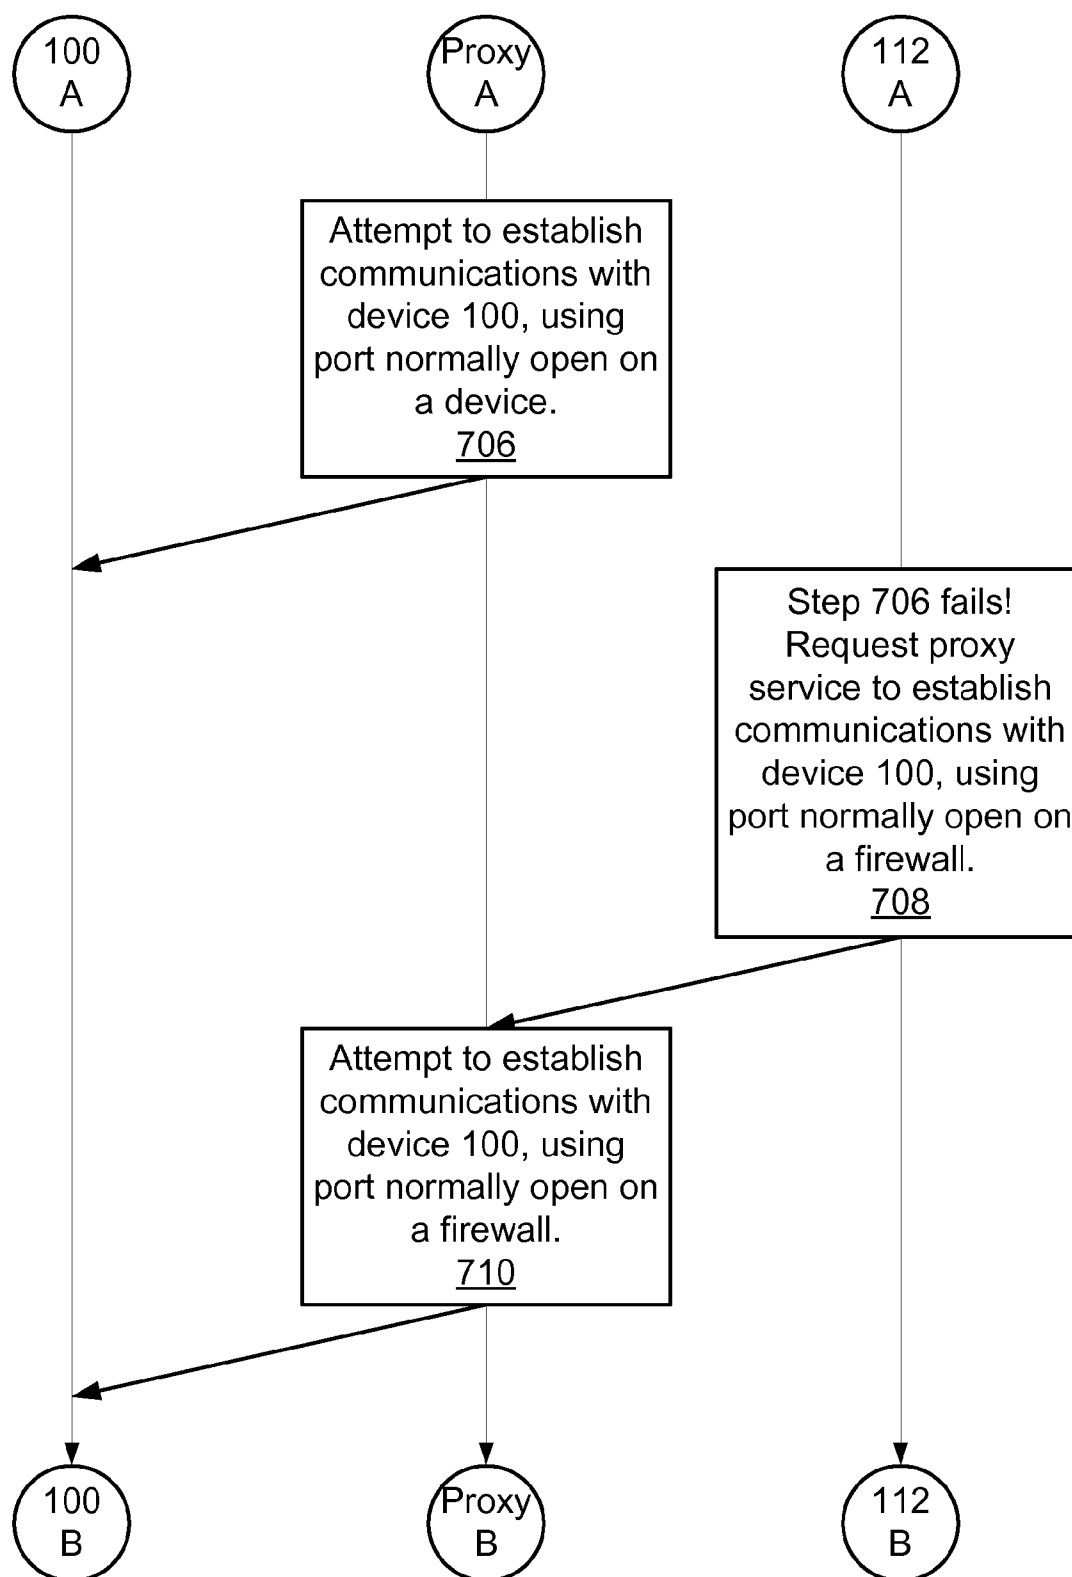 100
A
Proxy
A
112
A
Attempt to establish
communications with
device 100, using
port normally open on
a device.
706
Step 706 fails!
Request proxy
service to establish
communications with
device 100, using
port normally open on
a firewall.
708
Attempt to establish
communications with
device 100, using
port normally open on
a firewall.
710
100
B
Proxy
B
112
B